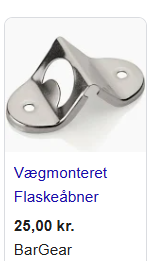 Vægmonteret
Flaskeåbner
25,00 kr.
BarGear